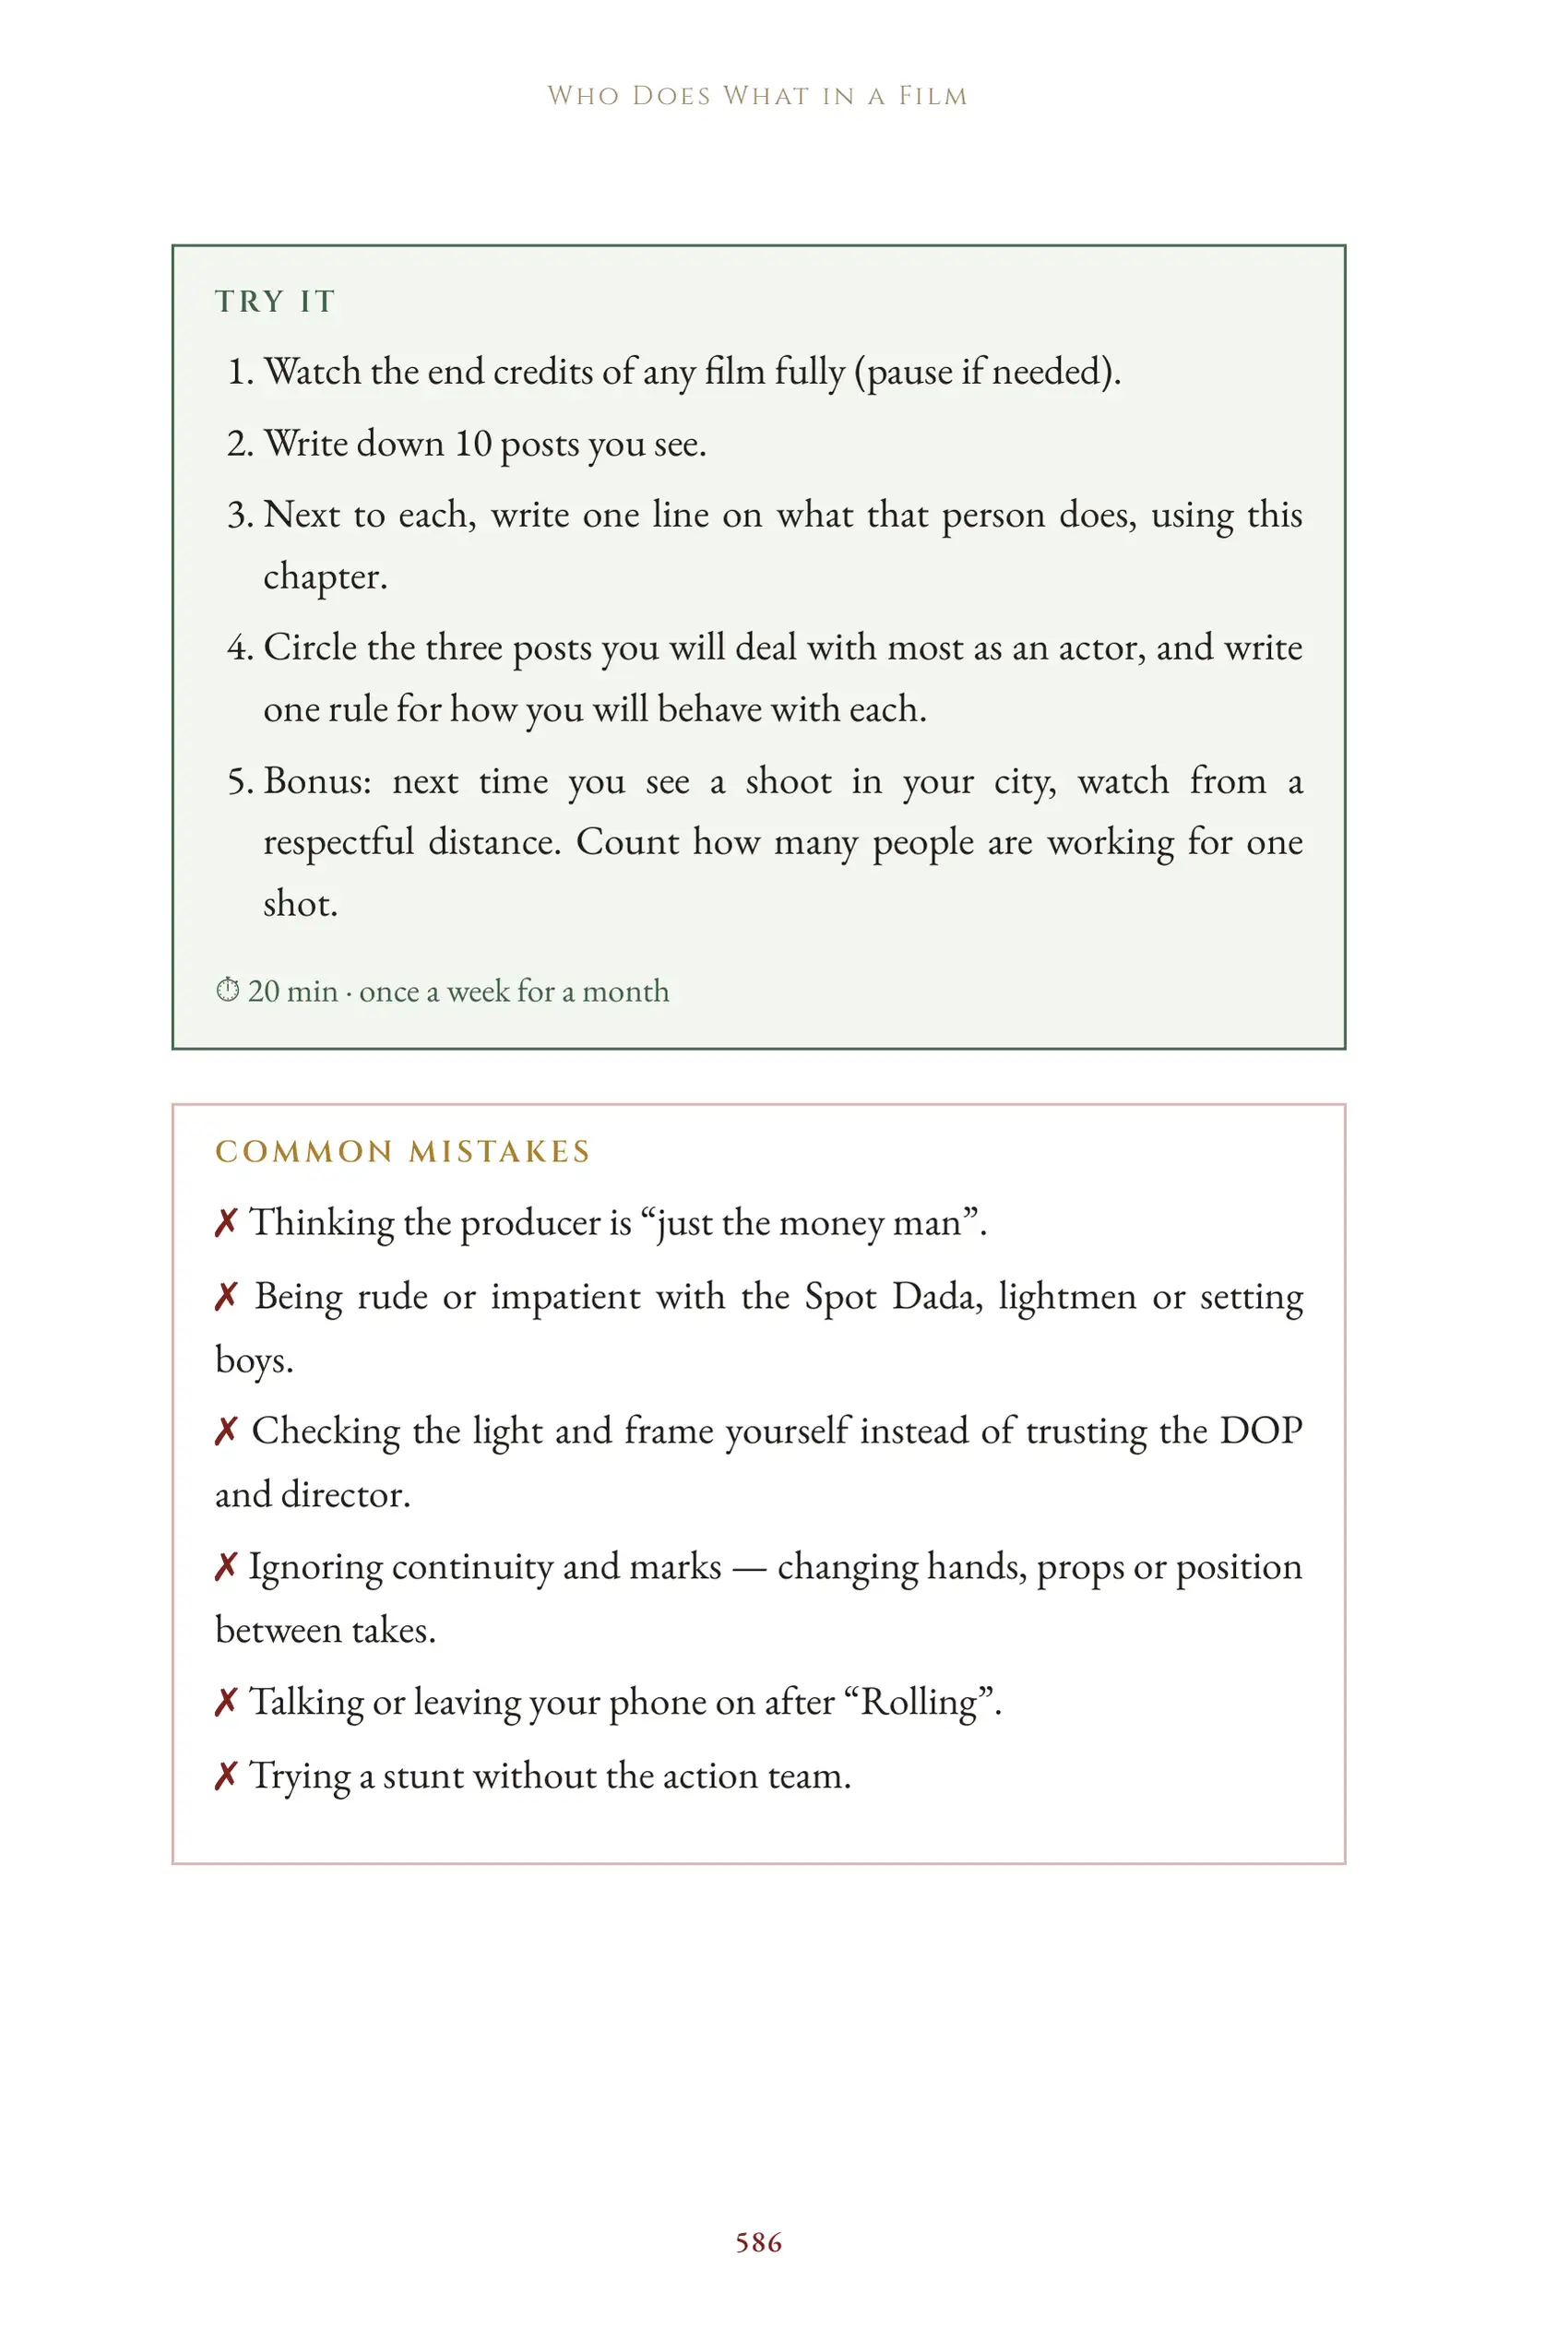 Who Does What in a Film
TRY IT
1. Watch the end credits of any film fully (pause if needed).
2. Write down 10 posts you see.
3. Next to each, write one line on what that person does, using this
chapter.
4. Circle the three posts you will deal with most as an actor, and write
one rule for how you will behave with each.
5. Bonus: next time you see a shoot in your city, watch from a
respectful distance. Count how many people are working for one
shot.
⏱ 20 min · once a week for a month
COMMON MISTAKES
✗ Thinking the producer is “just the money man”.
✗ Being rude or impatient with the Spot Dada, lightmen or setting
boys.
✗ Checking the light and frame yourself instead of trusting the DOP
and director.
✗ Ignoring continuity and marks — changing hands, props or position
between takes.
✗ Talking or leaving your phone on after “Rolling”.
✗ Trying a stunt without the action team.
586